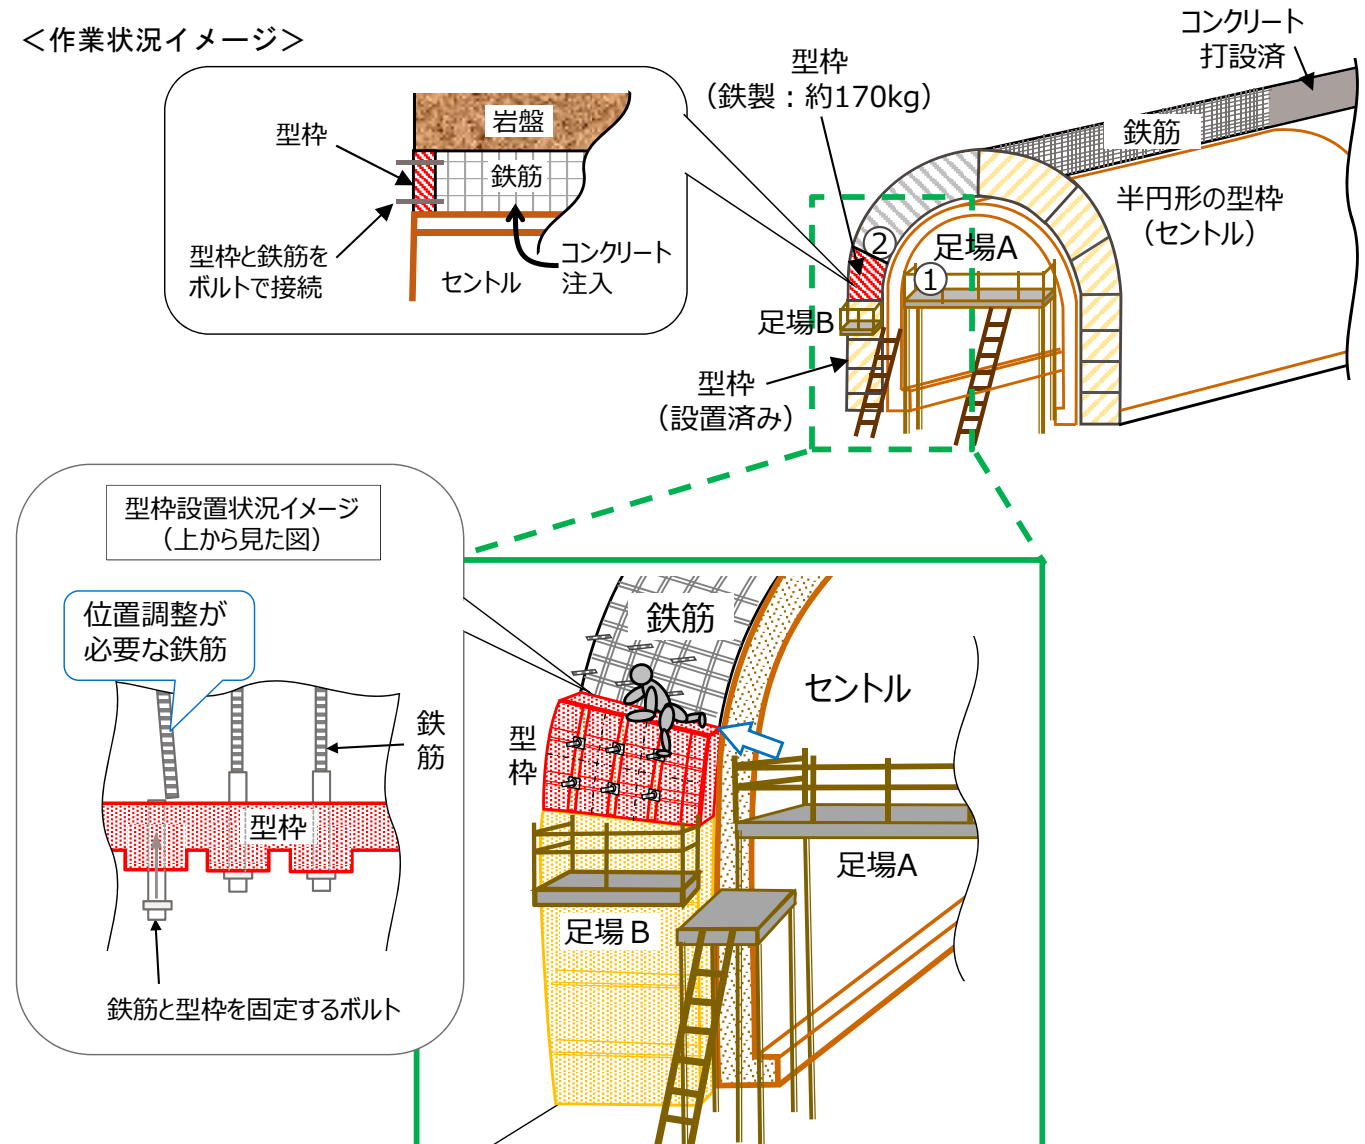 ＜作業状況イメージ＞
コンクリート
打設済
型枠
（鉄製：約170kg）
岩盤
型枠
鉄筋
鉄筋
半円形の型枠
（セントル）
②
足場A
①
型枠と鉄筋を
ボルトで接続
セントル
コンクリート
注入
足場B
型枠
（設置済み）
型枠設置状況イメージ
（上から見た図）
位置調整が
必要な鉄筋
鉄筋
セントル
型
枠
鉄
筋
型枠
足場A
足場Ｂ
鉄筋と型枠を固定するボルト